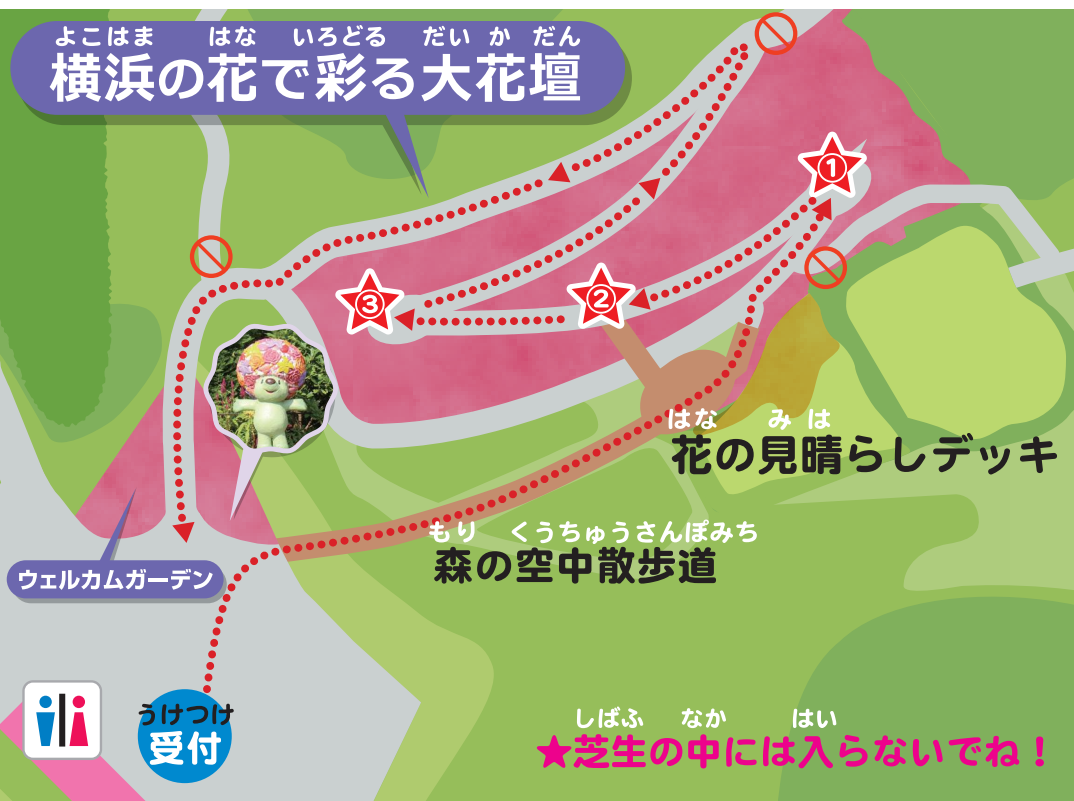 よこはま はな いろどる だい か だん
横浜の花で彩る大花壇
①
②
③
はな み は
花の見晴らしデッキ
もり くうちゅうさんぽみち
森の空中散歩道
ウェルカムガーデン
うけつけ
受付
しばふ なか はい
★芝生の中には入らないでね！